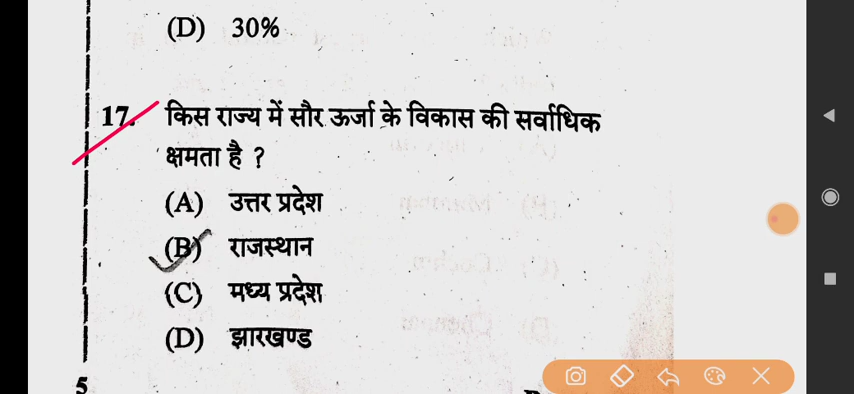 (D) 30%
17. किस राज्य में सौर ऊर्जा के विकास की सर्वाधिक
क्षमता है ?
(A) उत्तर प्रदेश
(B) राजस्थान
(C) मध्य प्रदेश
(D) झारखण्ड
5